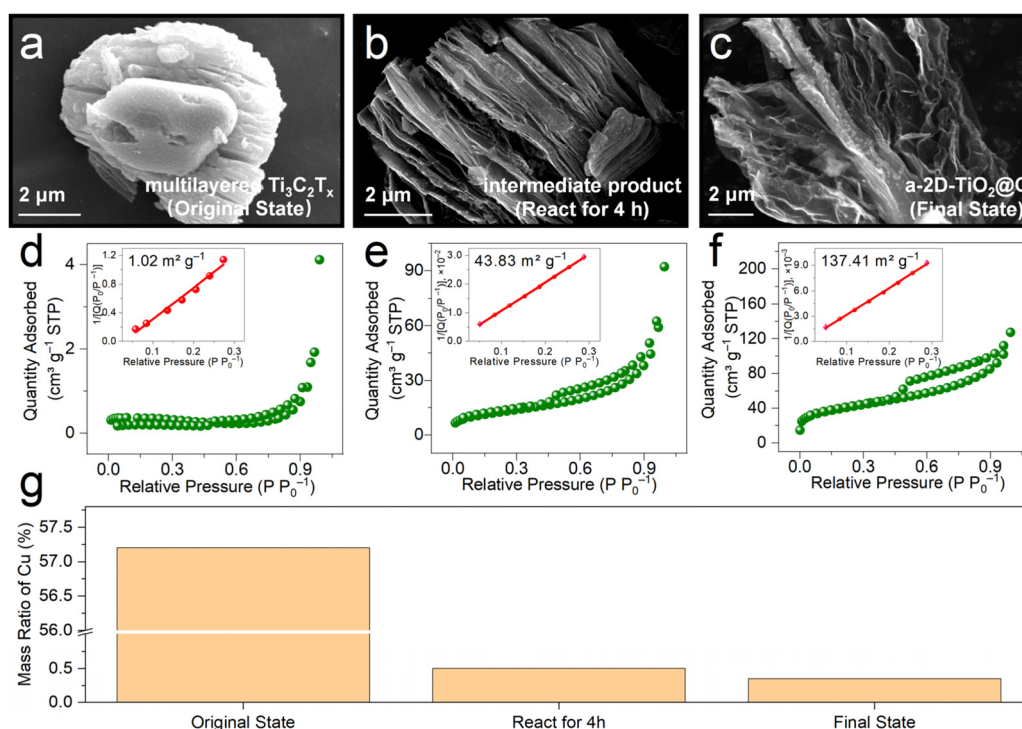 a
2 μm
multilayered Ti₃C₂Tₓ
(Original State)
b
2 μm
intermediate product
(React for 4 h)
c
2 μm
a-2D-TiO₂@C
(Final State)
d
4
2
0
Quantity Adsorbed
(cm³ g⁻¹ STP)
0.0 0.3 0.6 0.9
Relative Pressure (P P₀⁻¹)
1.02 m² g⁻¹
1.2
0.8
0.4
0.0
1/[Q(P₀/P⁻¹)]
0.1 0.2 0.3
Relative Pressure (P P₀⁻¹)
e
90
60
30
0
Quantity Adsorbed
(cm³ g⁻¹ STP)
0.0 0.3 0.6 0.9
Relative Pressure (P P₀⁻¹)
43.83 m² g⁻¹
3.0
2.0
1.0
0.0
1/[Q(P₀/P⁻¹)], ×10⁻²
0.1 0.2 0.3
Relative Pressure (P P₀⁻¹)
f
200
160
120
80
40
0
Quantity Adsorbed
(cm³ g⁻¹ STP)
0.0 0.3 0.6 0.9
Relative Pressure (P P₀⁻¹)
137.41 m² g⁻¹
9.0
6.0
3.0
0.0
1/[Q(P₀/P⁻¹)], ×10⁻³
0.1 0.2 0.3
Relative Pressure (P P₀⁻¹)
g
57.5
57.0
56.5
56.0
0.5
0.0
Mass Ratio of Cu (%)
Original State React for 4h Final State